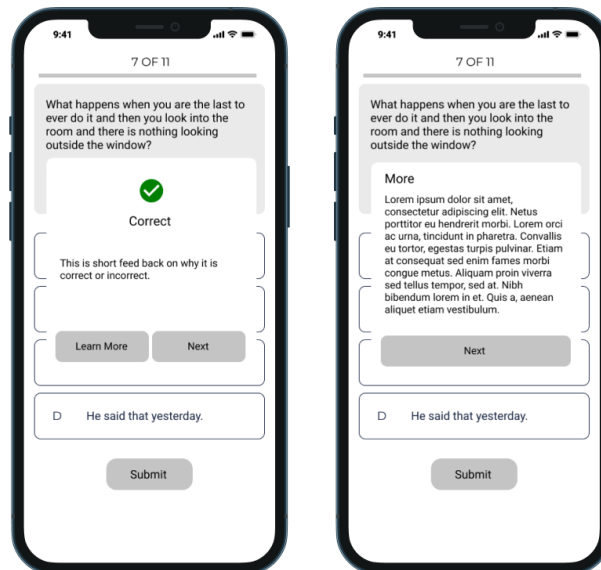 9:41
7 OF 11
What happens when you are the last to
ever do it and then you look into the
room and there is nothing looking
outside the window?
Correct
This is short feed back on why it is
correct or incorrect.
Learn More
Next
D He said that yesterday.
Submit
9:41
7 OF 11
What happens when you are the last to
ever do it and then you look into the
room and there is nothing looking
outside the window?
More
Lorem ipsum dolor sit amet,
consectetur adipiscing elit. Netus
porttitor eu hendrerit morbi. Lorem orci
ac urna, tincidunt in pharetra. Convallis
eu tortor, egestas turpis pulvinar. Etiam
at consequat sed enim fames morbi
congue metus. Aliquam proin viverra
sed tellus tempor, sed at. Nibh
bibendum lorem in et. Quis a, aenean
aliquet etiam vestibulum.
Next
D He said that yesterday.
Submit